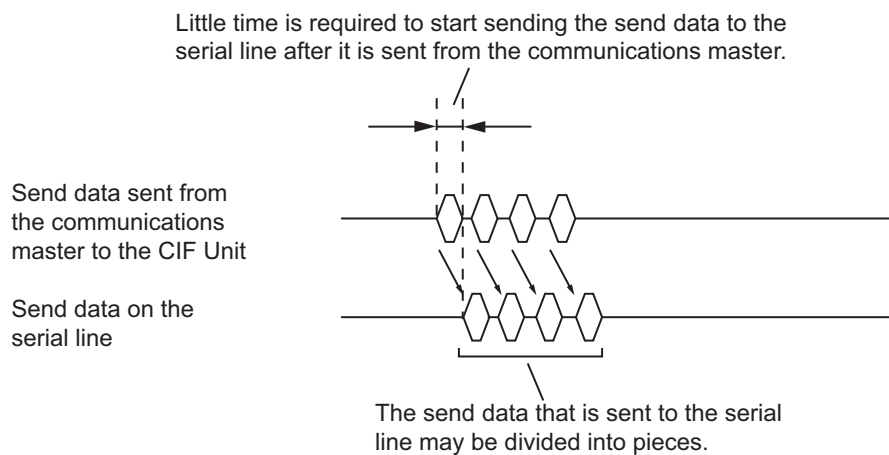 Little time is required to start sending the send data to the
serial line after it is sent from the communications master.
Send data sent from
the communications
master to the CIF Unit
Send data on the
serial line
The send data that is sent to the serial
line may be divided into pieces.